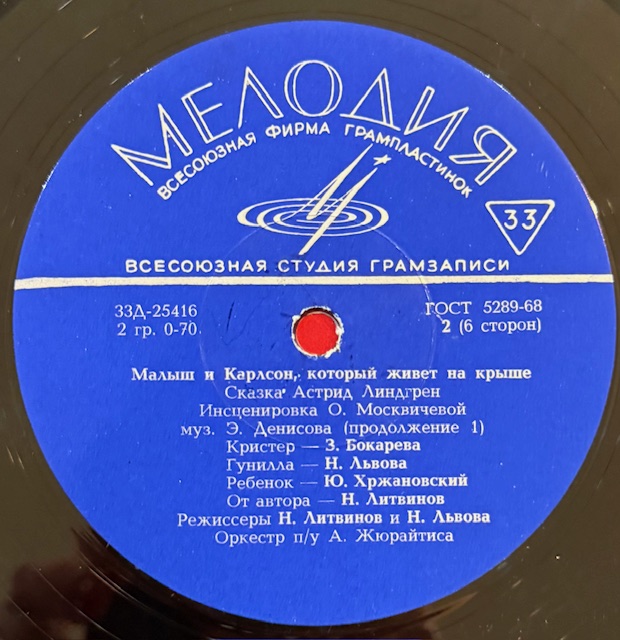 МЕЛОДИЯ
ВСЕСОЮЗНАЯ ФИРМА ГРАМПЛАСТИНОК
33
ВСЕСОЮЗНАЯ СТУДИЯ ГРАМЗАПИСИ
33Д-25416
2 гр. 0-70.
ГОСТ 5289-68
2 (6 сторон)
Малыш и Карлсон, который живет на крыше
Сказка Астрид Линдгрен
Инсценировка О. Москвичевой
муз. Э. Денисова (продолжение 1)
Кристер — З. Бокарева
Гунилла — Н. Львова
Ребенок — Ю. Хржановский
От автора — Н. Литвинов
Режиссеры Н. Литвинов и Н. Львова
Оркестр п/у А. Жюрайтиса